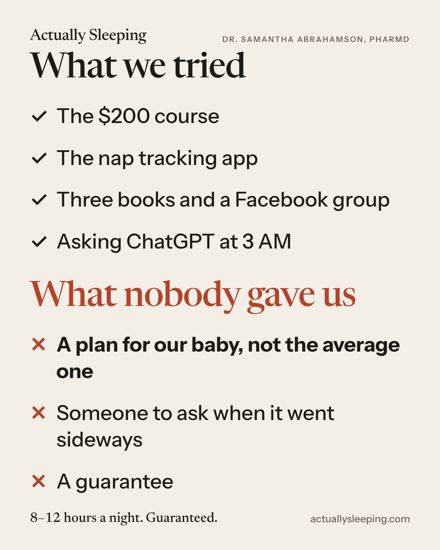 Actually Sleeping
DR. SAMANTHA ABRAHAMSON, PHARMD
What we tried
✓ The $200 course
✓ The nap tracking app
✓ Three books and a Facebook group
✓ Asking ChatGPT at 3 AM
What nobody gave us
✕ A plan for our baby, not the average
one
✕ Someone to ask when it went
sideways
✕ A guarantee
8–12 hours a night. Guaranteed.
actuallysleeping.com